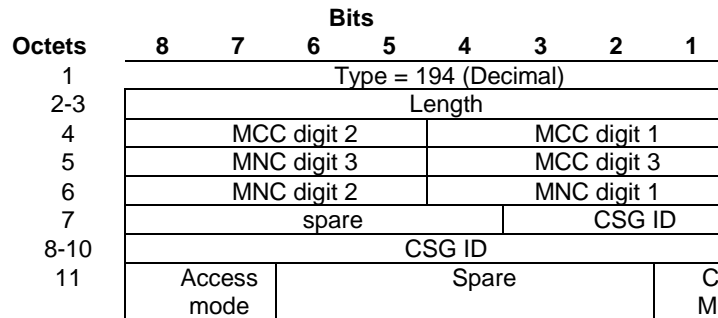 Bits
Octets 8 7 6 5 4 3 2 1
1 Type = 194 (Decimal)
2-3 Length
4 MCC digit 2 MCC digit 1
5 MNC digit 3 MCC digit 3
6 MNC digit 2 MNC digit 1
7 spare CSG ID
8-10 CSG ID
11 Access Spare C
mode M